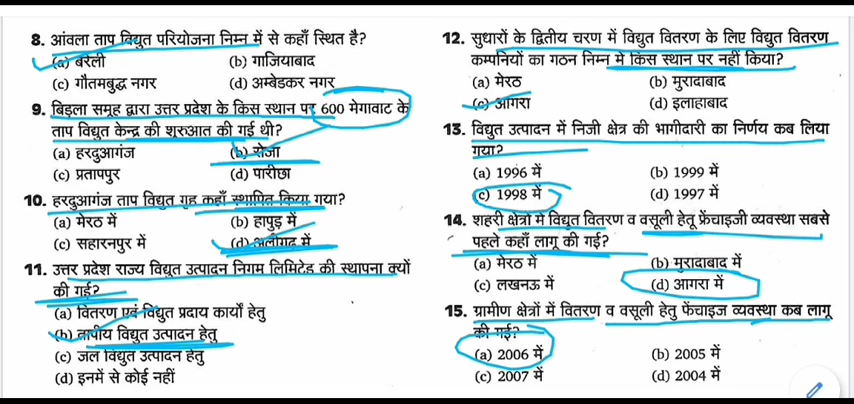 8. आंवला ताप विद्युत परियोजना निम्न में से कहाँ स्थित है?
(a) बरेली (b) गाजियाबाद
(c) गौतमबुद्ध नगर (d) अम्बेडकर नगर
9. बिड़ला समूह द्वारा उत्तर प्रदेश के किस स्थान पर 600 मेगावाट के
ताप विद्युत केन्द्र की शुरुआत की गई थी?
(a) हरदुआगंज (b) रोजा
(c) प्रतापपुर (d) पारीछा
10. हरदुआगंज ताप विद्युत गृह कहाँ स्थापित किया गया?
(a) मेरठ में (b) हापुड़ में
(c) सहारनपुर में (d) अलीगढ़ में
11. उत्तर प्रदेश राज्य विद्युत उत्पादन निगम लिमिटेड की स्थापना क्यों
की गई?
(a) वितरण एवं विद्युत प्रदाय कार्यों हेतु
(b) तापीय विद्युत उत्पादन हेतु
(c) जल विद्युत उत्पादन हेतु
(d) इनमें से कोई नहीं
12. सुधारों के द्वितीय चरण में विद्युत वितरण के लिए विद्युत वितरण
कम्पनियों का गठन निम्न में किस स्थान पर नहीं किया?
(a) मेरठ (b) मुरादाबाद
(c) आगरा (d) इलाहाबाद
13. विद्युत उत्पादन में निजी क्षेत्र की भागीदारी का निर्णय कब लिया
गया?
(a) 1996 में (b) 1999 में
(c) 1998 में (d) 1997 में
14. शहरी क्षेत्रों में विद्युत वितरण व वसूली हेतू फ्रेंचाइजी व्यवस्था सबसे
पहले कहाँ लागू की गई?
(a) मेरठ में (b) मुरादाबाद में
(c) लखनऊ में (d) आगरा में
15. ग्रामीण क्षेत्रों में वितरण व वसूली हेतु फेंचाइज व्यवस्था कब लागू
की गई?
(a) 2006 में (b) 2005 में
(c) 2007 में (d) 2004 में